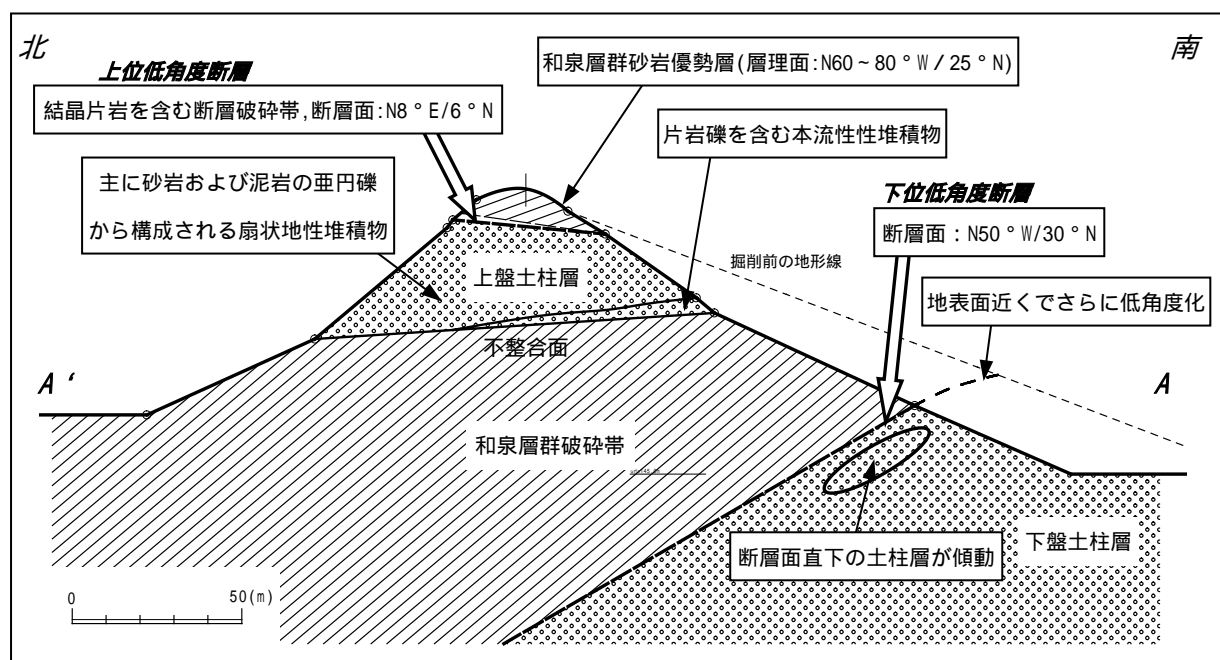 北
南
上位低角度断層
結晶片岩を含む断層破砕帯,断層面:N8°E/6°N
和泉層群砂岩優勢層(層理面:N60~80°W/25°N)
片岩礫を含む本流性性堆積物
主に砂岩および泥岩の亜円礫
から構成される扇状地性堆積物
下位低角度断層
断層面:N50°W/30°N
掘削前の地形線
地表面近くでさらに低角度化
上盤土柱層
不整合面
A‘
A
和泉層群破砕帯
断層面直下の土柱層が傾動
下盤土柱層
0
50(m)